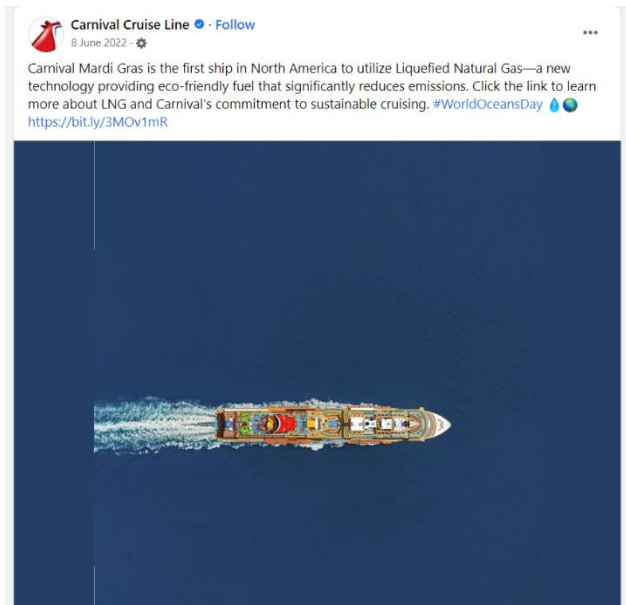 Carnival Cruise Line · Follow
8 June 2022 ·
Carnival Mardi Gras is the first ship in North America to utilize Liquefied Natural Gas—a new
technology providing eco-friendly fuel that significantly reduces emissions. Click the link to learn
more about LNG and Carnival's commitment to sustainable cruising. #WorldOceansDay 💧🌎
https://bit.ly/3MOv1mR